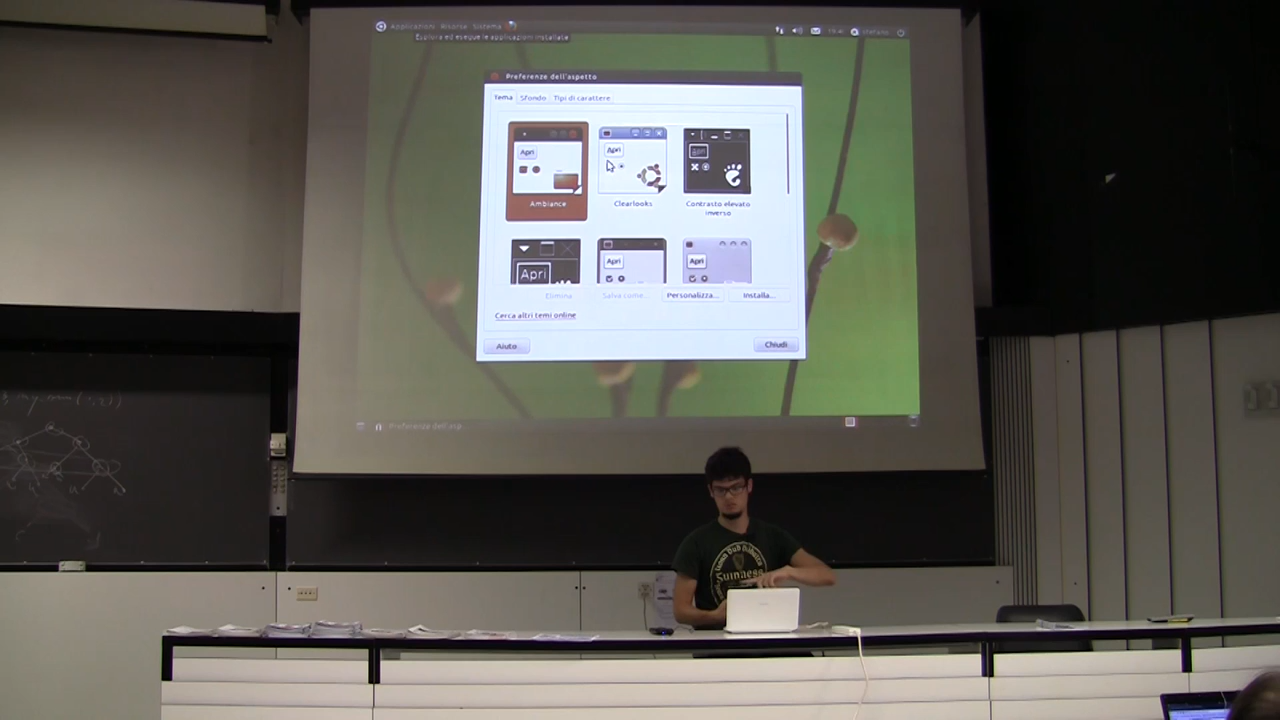 Applicazioni Risorse Sistema
stefano
Esplora ed esegue le applicazioni installate
Preferenze dell'aspetto
Tema Sfondo Tipi di carattere
Apri
Apri
Apri
Ambiance
Clearlooks
Contrasto elevato
inverso
Apri
Apri
Apri
Elimina
Salva come...
Personalizza...
Installa...
Cerca altri temi online
Aiuto
Chiudi
Preferenze dell'asp...
GUINNESS